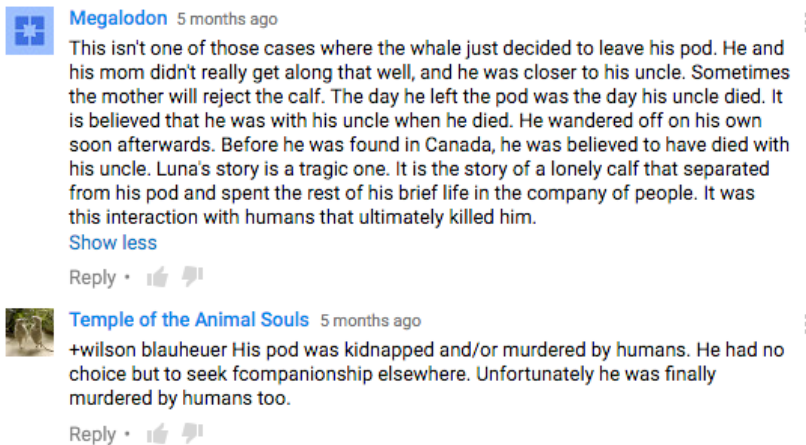 Megalodon 5 months ago
This isn't one of those cases where the whale just decided to leave his pod. He and
his mom didn't really get along that well, and he was closer to his uncle. Sometimes
the mother will reject the calf. The day he left the pod was the day his uncle died. It
is believed that he was with his uncle when he died. He wandered off on his own
soon afterwards. Before he was found in Canada, he was believed to have died with
his uncle. Luna's story is a tragic one. It is the story of a lonely calf that separated
from his pod and spent the rest of his brief life in the company of people. It was
this interaction with humans that ultimately killed him.
Show less
Reply •
Temple of the Animal Souls 5 months ago
+wilson blauheuer His pod was kidnapped and/or murdered by humans. He had no
choice but to seek fcompanionship elsewhere. Unfortunately he was finally
murdered by humans too.
Reply •